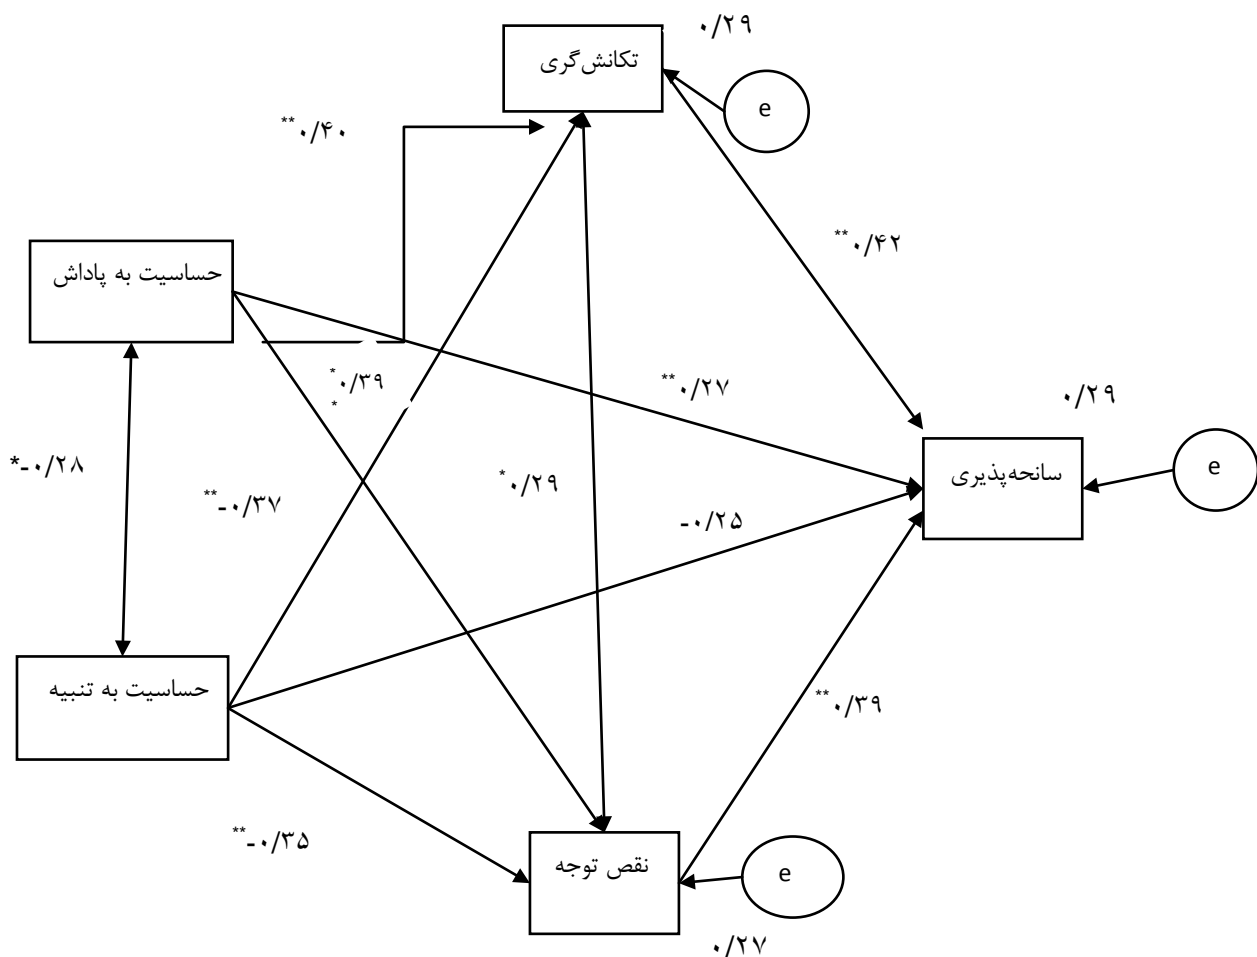 ۰/۲۹
تکانش‌گری
e
**۰/۴۰
**۰/۴۲
حساسیت به پاداش
*۰/۳۹
*
**۰/۲۷
۰/۲۹
*-۰/۲۸
**-۰/۳۷
*۰/۲۹
-۰/۲۵
سانحه‌پذیری
e
حساسیت به تنبیه
**۰/۳۹
**-۰/۳۵
نقص توجه
e
۰/۲۷